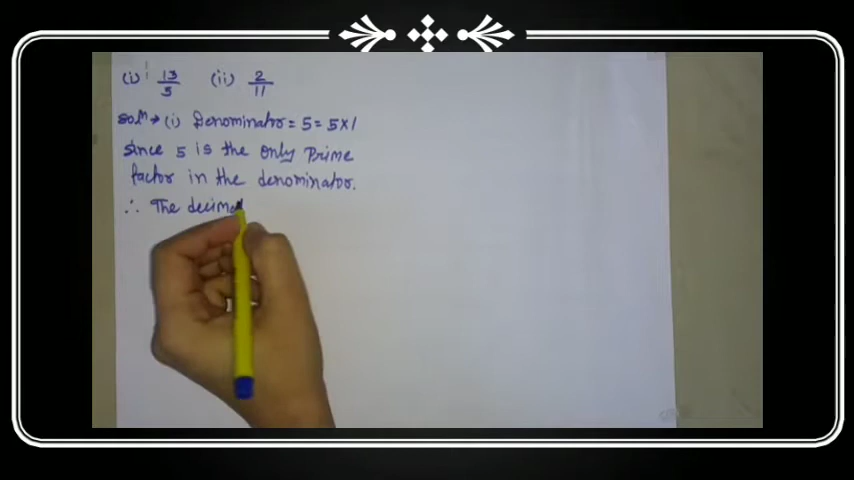 (i) 13/5 (ii) 2/11
Solⁿ → (i) Denominator = 5 = 5×1
since 5 is the only Prime
factor in the denominator.
∴ The decima